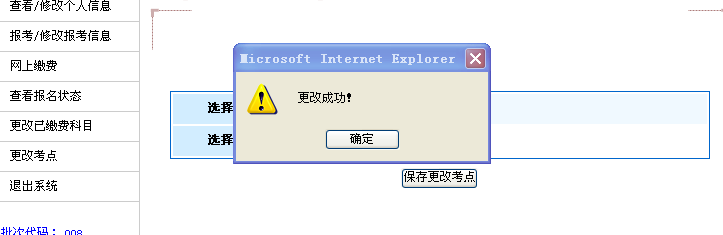 查看/修改个人信息
报考/修改报考信息
网上缴费
查看报名状态
更改已缴费科目
更改考点
退出系统
批次代码：008
Microsoft Internet Explorer
更改成功!
确定
选择
选择
保存更改考点